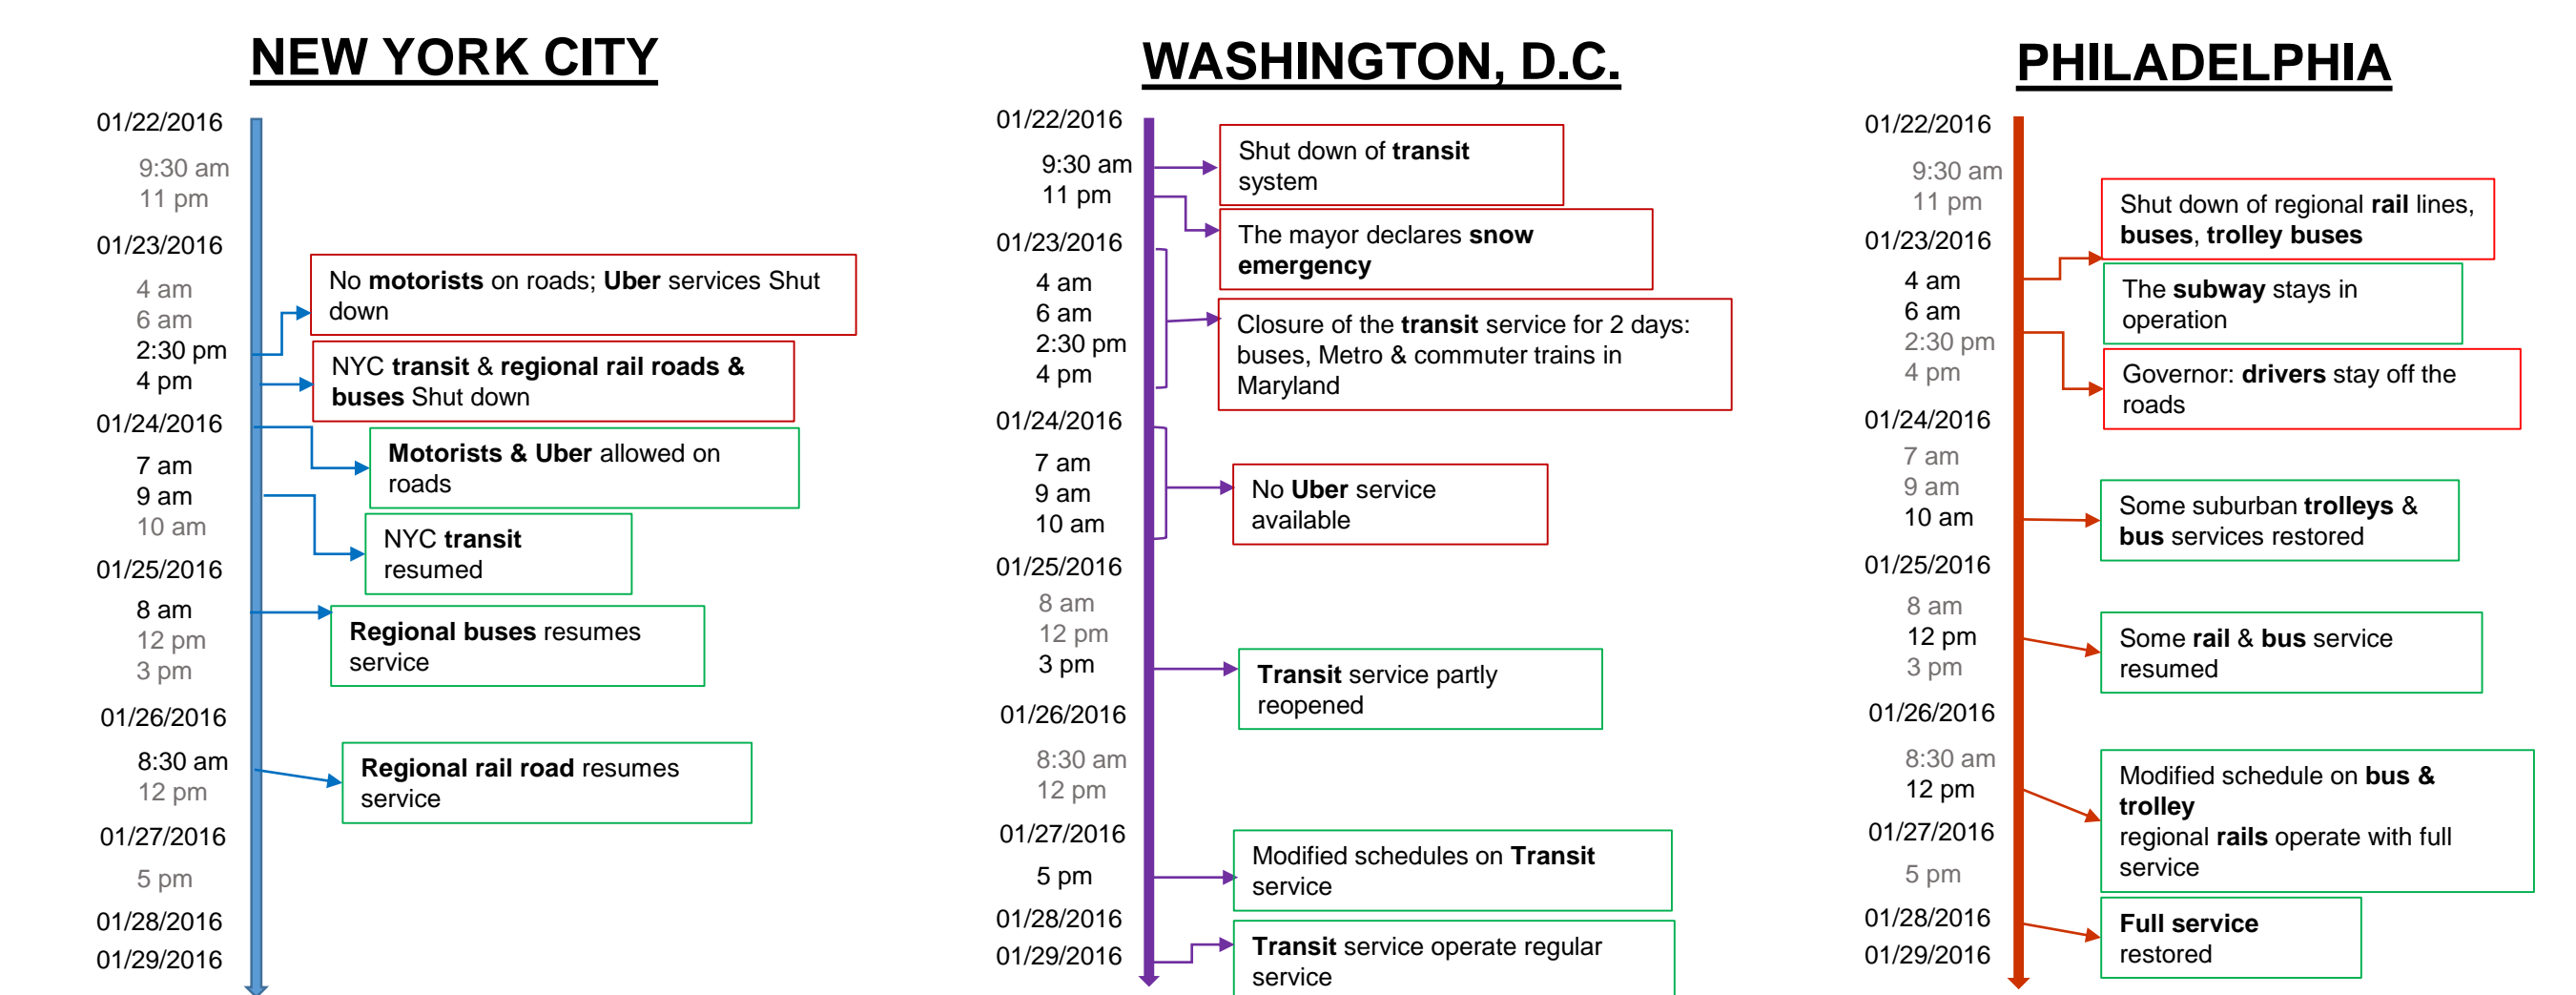 NEW YORK CITY
01/22/2016
9:30 am
11 pm
01/23/2016
4 am
6 am
2:30 pm
4 pm
01/24/2016
7 am
9 am
10 am
01/25/2016
8 am
12 pm
3 pm
01/26/2016
8:30 am
12 pm
01/27/2016
5 pm
01/28/2016
01/29/2016
No motorists on roads; Uber services Shut
down
NYC transit & regional rail roads &
buses Shut down
Motorists & Uber allowed on
roads
NYC transit
resumed
Regional buses resumes
service
Regional rail road resumes
service
WASHINGTON, D.C.
01/22/2016
9:30 am
11 pm
01/23/2016
4 am
6 am
2:30 pm
4 pm
01/24/2016
7 am
9 am
10 am
01/25/2016
8 am
12 pm
3 pm
01/26/2016
8:30 am
12 pm
01/27/2016
5 pm
01/28/2016
01/29/2016
Shut down of transit
system
The mayor declares snow
emergency
Closure of the transit service for 2 days:
buses, Metro & commuter trains in
Maryland
No Uber service
available
Transit service partly
reopened
Modified schedules on Transit
service
Transit service operate regular
service
PHILADELPHIA
01/22/2016
9:30 am
11 pm
01/23/2016
4 am
6 am
2:30 pm
4 pm
01/24/2016
7 am
9 am
10 am
01/25/2016
8 am
12 pm
3 pm
01/26/2016
8:30 am
12 pm
01/27/2016
5 pm
01/28/2016
01/29/2016
Shut down of regional rail lines,
buses, trolley buses
The subway stays in
operation
Governor: drivers stay off the
roads
Some suburban trolleys &
bus services restored
Some rail & bus service
resumed
Modified schedule on bus &
trolley
regional rails operate with full
service
Full service
restored